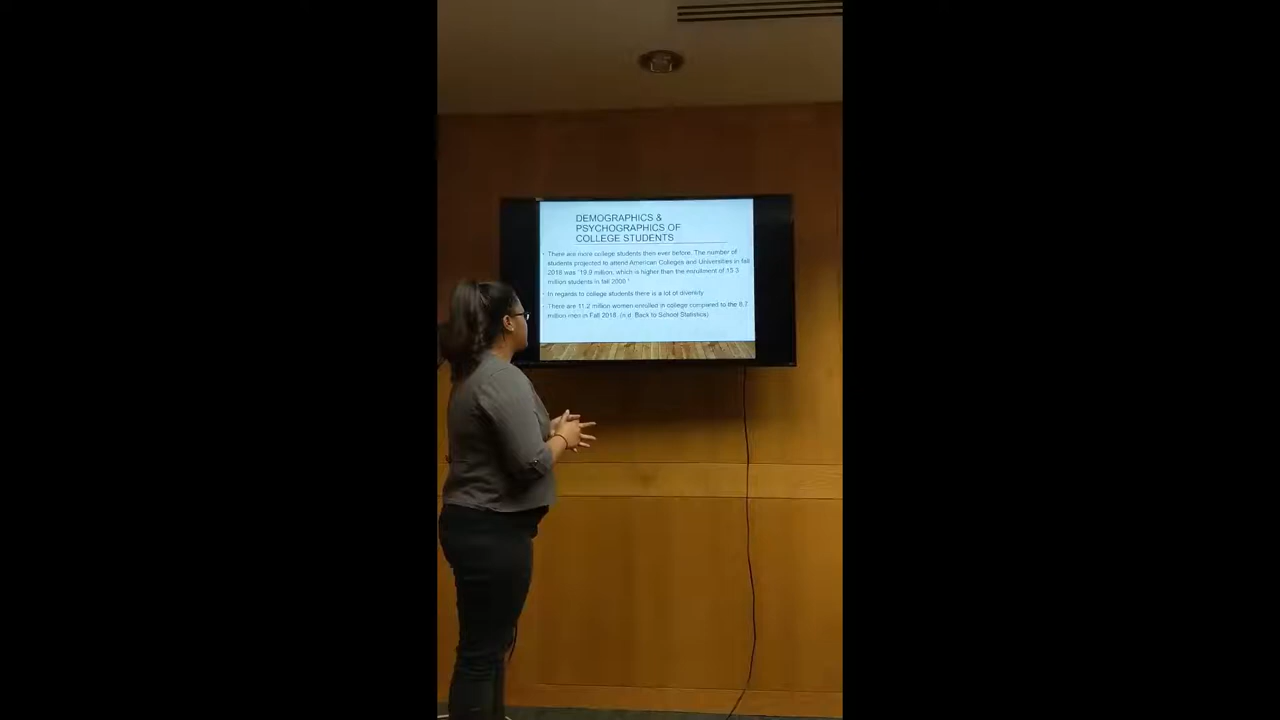 DEMOGRAPHICS &
PSYCHOGRAPHICS OF
COLLEGE STUDENTS
• There are more college students then ever before. The number of
students projected to attend American Colleges and Universities in fall
2018 was "19.9 million, which is higher than the enrollment of 15.3
million students in fall 2000."
• In regards to college students there is a lot of diversity
• There are 11.2 million women enrolled in college compared to the 8.7
million men in Fall 2018. (n.d. Back to School Statistics)